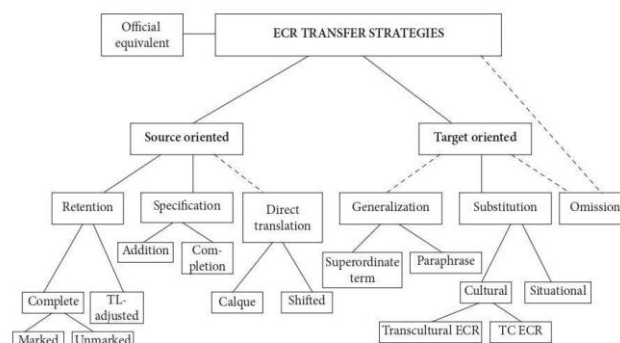 Official
equivalent
ECR TRANSFER STRATEGIES
Source oriented
Target oriented
Retention
Specification
Direct
translation
Generalization
Substitution
Omission
Addition
Com-
pletion
Superordinate
term
Paraphrase
Complete
TL-
adjusted
Calque
Shifted
Cultural
Situational
Marked
Unmarked
Transcultural ECR
TC ECR